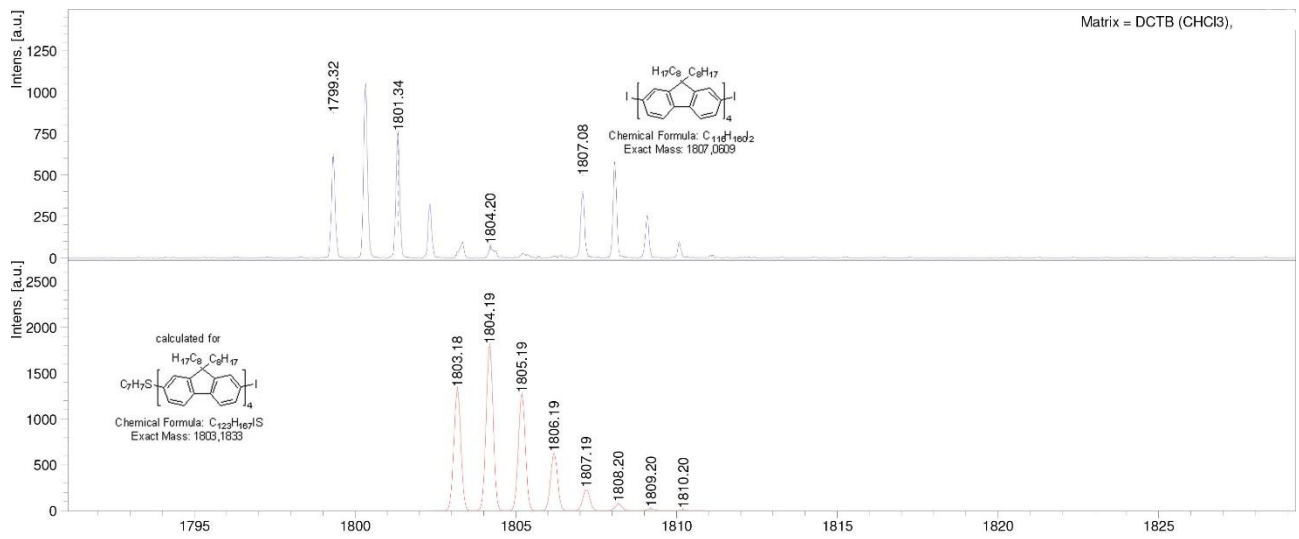 Matrix = DCTB (CHCl3),
Intens. [a.u.]
1250
1000
750
500
250
0
1799.32
1801.34
1804.20
1807.08
H17C8 C8H17
I I
4
Chemical Formula: C116H160I2
Exact Mass: 1807,0609
Intens. [a.u.]
2500
2000
1500
1000
500
0
calculated for
H17C8 C8H17
C7H7S I
4
Chemical Formula: C123H167IS
Exact Mass: 1803,1833
1803.18
1804.19
1805.19
1806.19
1807.19
1808.20
1809.20
1810.20
1795 1800 1805 1810 1815 1820 1825